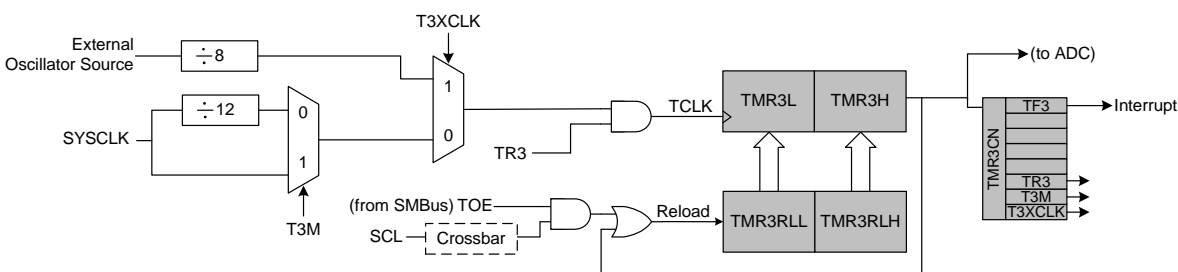 T3XCLK
External
Oscillator Source
÷8
1
0
÷12
0
SYSCLK
1
T3M
TR3
TCLK
TMR3L
TMR3H
(to ADC)
TMR3CN
TF3
Interrupt
TR3
T3M
T3XCLK
(from SMBus) TOE
SCL
Crossbar
Reload
TMR3RLL
TMR3RLH